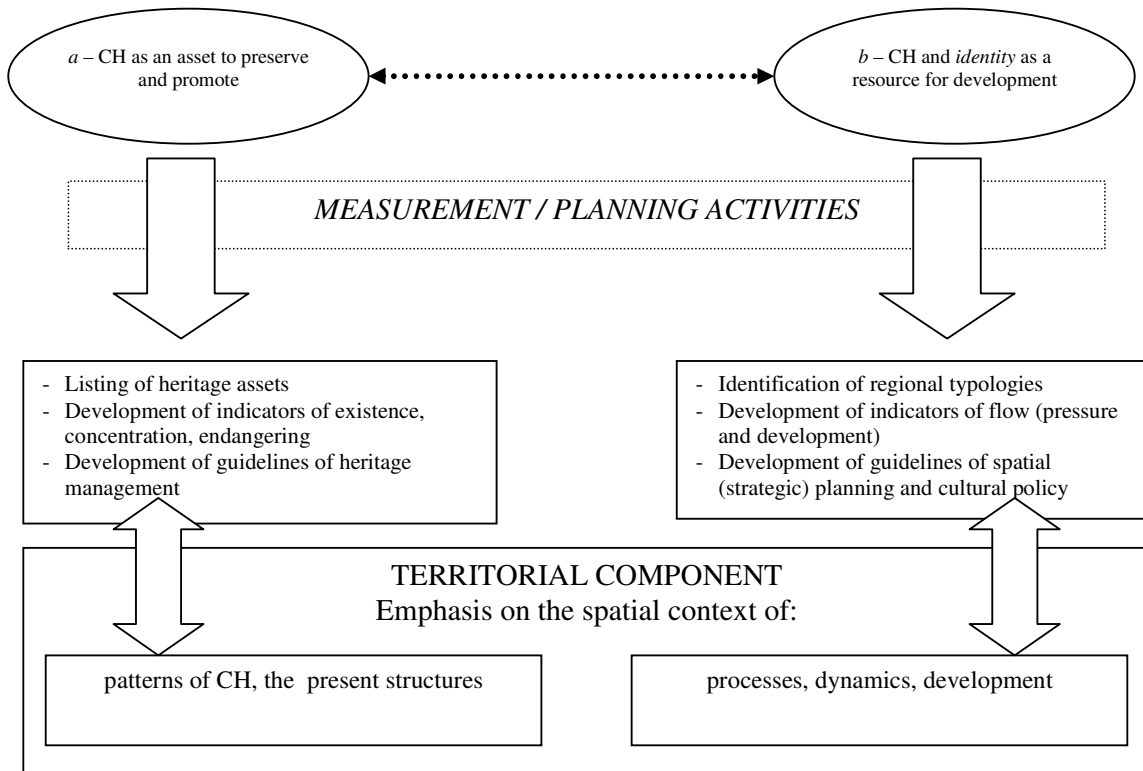 a – CH as an asset to preserve
and promote
b – CH and identity as a
resource for development
MEASUREMENT / PLANNING ACTIVITIES
- Listing of heritage assets
- Development of indicators of existence,
concentration, endangering
- Development of guidelines of heritage
management
- Identification of regional typologies
- Development of indicators of flow (pressure
and development)
- Development of guidelines of spatial
(strategic) planning and cultural policy
TERRITORIAL COMPONENT
Emphasis on the spatial context of:
patterns of CH, the present structures
processes, dynamics, development